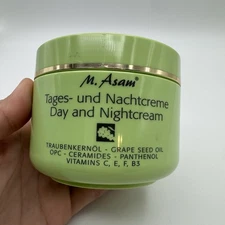 M. Asam®
Tages- und Nachtcreme
Day and Nightcream
TRAUBENKERNÖL - GRAPE SEED OIL
OPC - CERAMIDES - PANTHENOL
VITAMINS C, E, F, B3